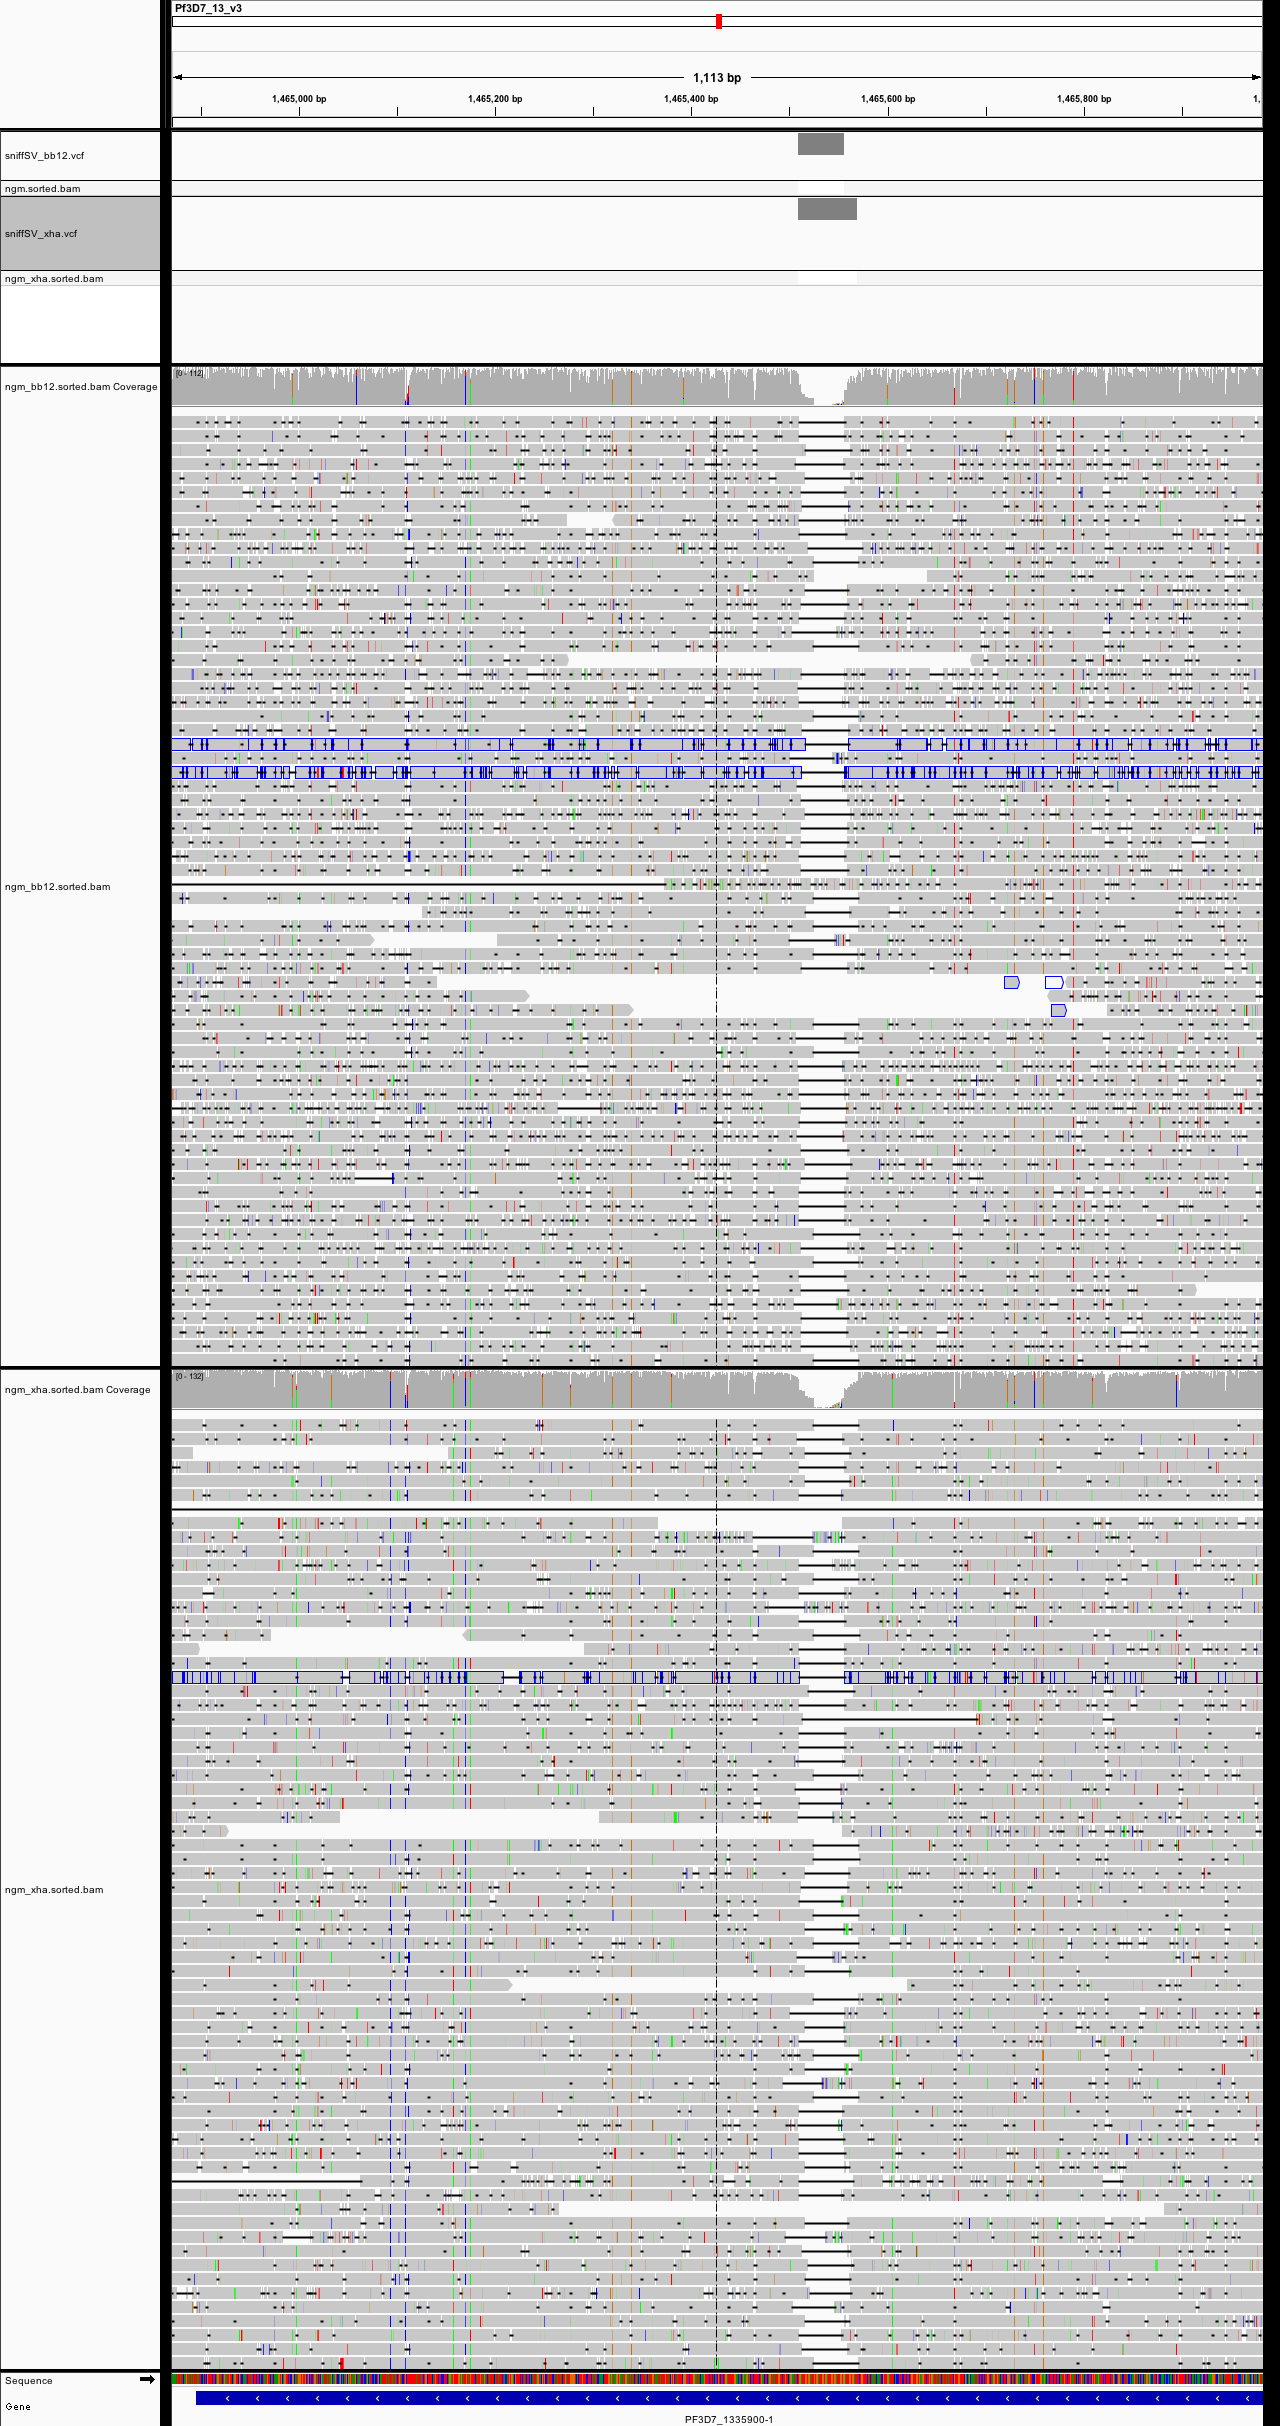 Pf3D7_13_v3
1,113 bp
1,465,000 bp 1,465,200 bp 1,465,400 bp 1,465,600 bp 1,465,800 bp 1,
sniffSV_bb12.vcf
ngm.sorted.bam
sniffSV_xha.vcf
ngm_xha.sorted.bam
ngm_bb12.sorted.bam Coverage
[0 - 112]
ngm_bb12.sorted.bam
ngm_xha.sorted.bam Coverage
[0 - 132]
ngm_xha.sorted.bam
Sequence
Gene
PF3D7_1335900-1